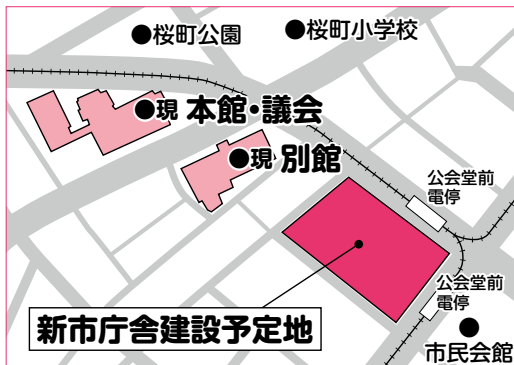 ●桜町公園
●桜町小学校
●現 本館・議会
●現 別館
公会堂前
電停
公会堂前
電停
新市庁舎建設予定地
●
市民会館